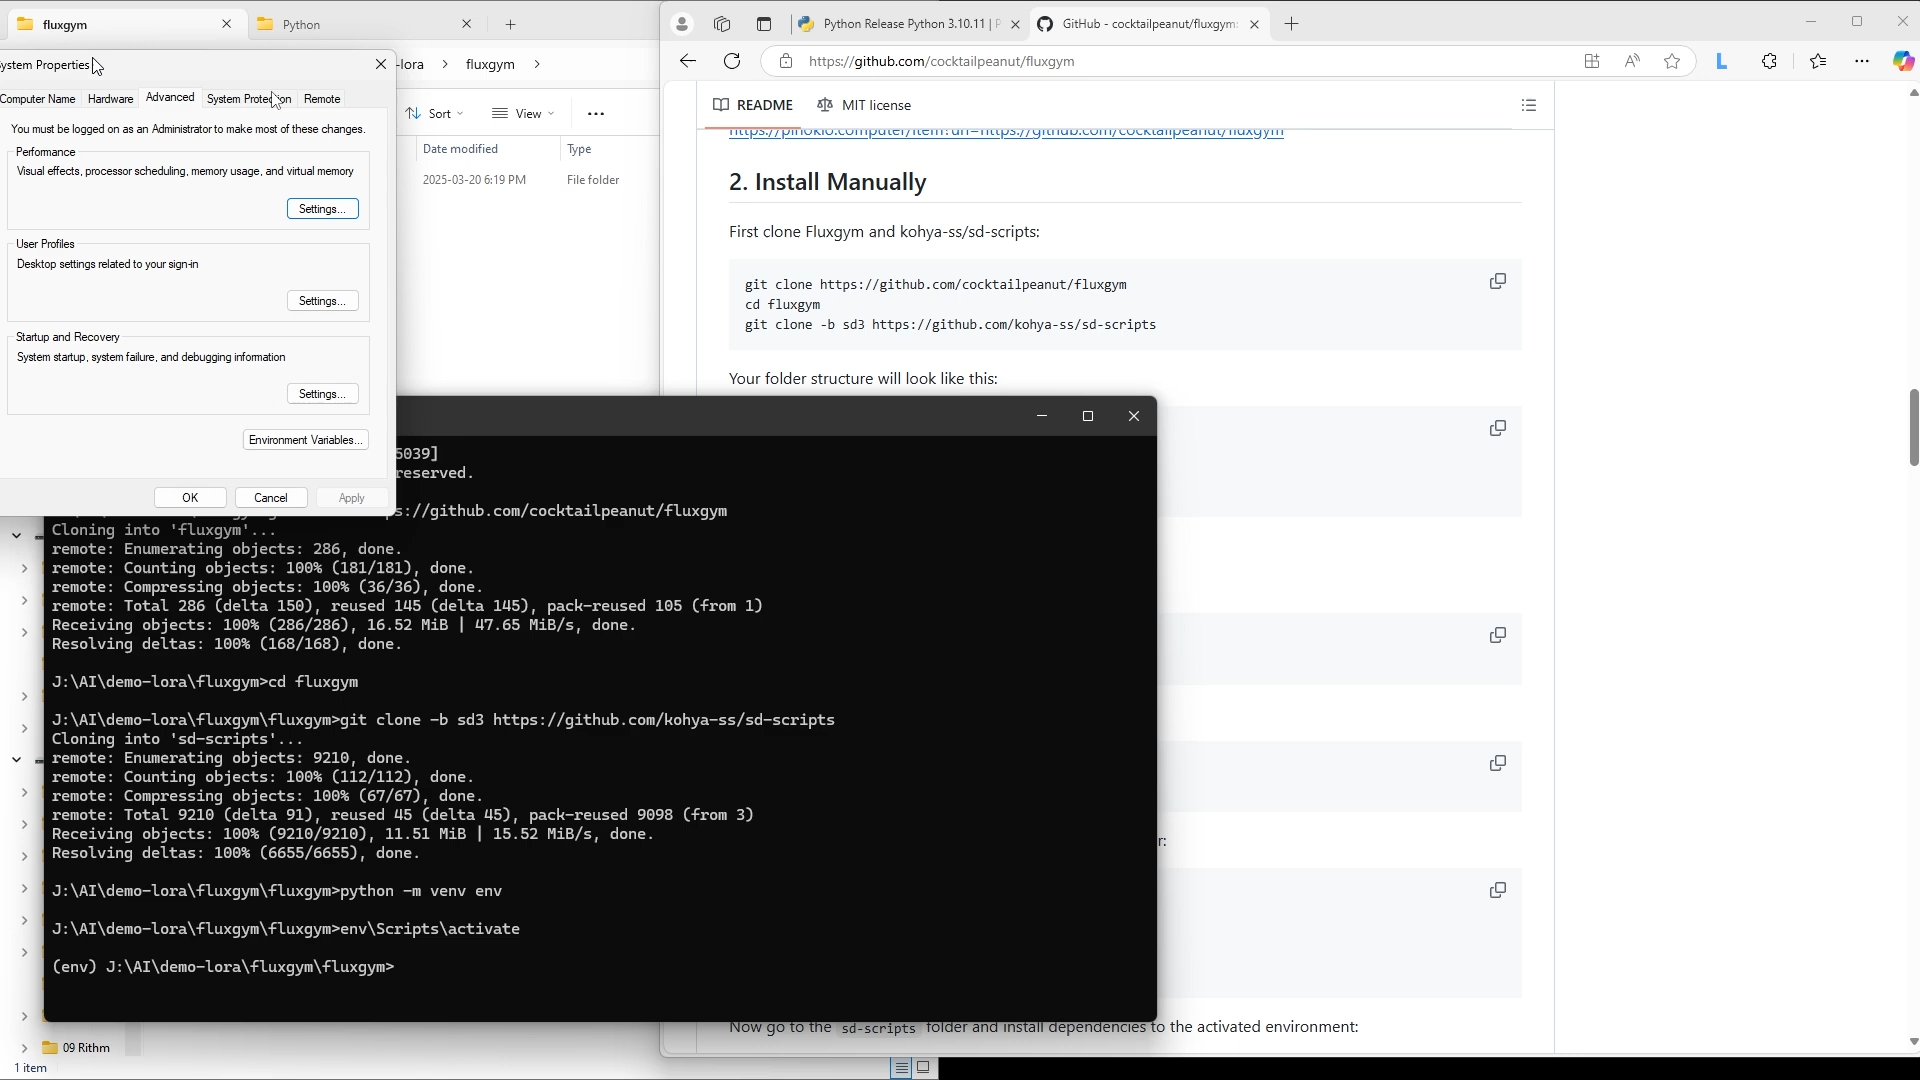 fluxgym
Python
Python Release Python 3.10.11 |
GitHub - cocktailpeanut/fluxgym:
System Properties
-lora
fluxgym
https://github.com/cocktailpeanut/fluxgym
Computer Name
Hardware
Advanced
System Protection
Remote
Sort
View
README
MIT license
You must be logged on as an Administrator to make most of these changes.
Performance
Visual effects, processor scheduling, memory usage, and virtual memory
Settings...
User Profiles
Desktop settings related to your sign-in
Settings...
Startup and Recovery
System startup, system failure, and debugging information
Settings...
Environment Variables...
OK
Cancel
Apply
Date modified
Type
2025-03-20 6:19 PM
File folder
https://pinokio.computer/item?uri=https://github.com/cocktailpeanut/fluxgym
2. Install Manually
First clone Fluxgym and kohya-ss/sd-scripts:
git clone https://github.com/cocktailpeanut/fluxgym
cd fluxgym
git clone -b sd3 https://github.com/kohya-ss/sd-scripts
Your folder structure will look like this:
5039]
reserved.
s://github.com/cocktailpeanut/fluxgym
Cloning into 'fluxgym'...
remote: Enumerating objects: 286, done.
remote: Counting objects: 100% (181/181), done.
remote: Compressing objects: 100% (36/36), done.
remote: Total 286 (delta 150), reused 145 (delta 145), pack-reused 105 (from 1)
Receiving objects: 100% (286/286), 16.52 MiB | 47.65 MiB/s, done.
Resolving deltas: 100% (168/168), done.
J:\AI\demo-lora\fluxgym>cd fluxgym
J:\AI\demo-lora\fluxgym\fluxgym>git clone -b sd3 https://github.com/kohya-ss/sd-scripts
Cloning into 'sd-scripts'...
remote: Enumerating objects: 9210, done.
remote: Counting objects: 100% (112/112), done.
remote: Compressing objects: 100% (67/67), done.
remote: Total 9210 (delta 91), reused 45 (delta 45), pack-reused 9098 (from 3)
Receiving objects: 100% (9210/9210), 11.51 MiB | 15.52 MiB/s, done.
Resolving deltas: 100% (6655/6655), done.
J:\AI\demo-lora\fluxgym\fluxgym>python -m venv env
J:\AI\demo-lora\fluxgym\fluxgym>env\Scripts\activate
(env) J:\AI\demo-lora\fluxgym\fluxgym>
r:
Now go to the sd-scripts folder and install dependencies to the activated environment:
09 Rithm
1 item